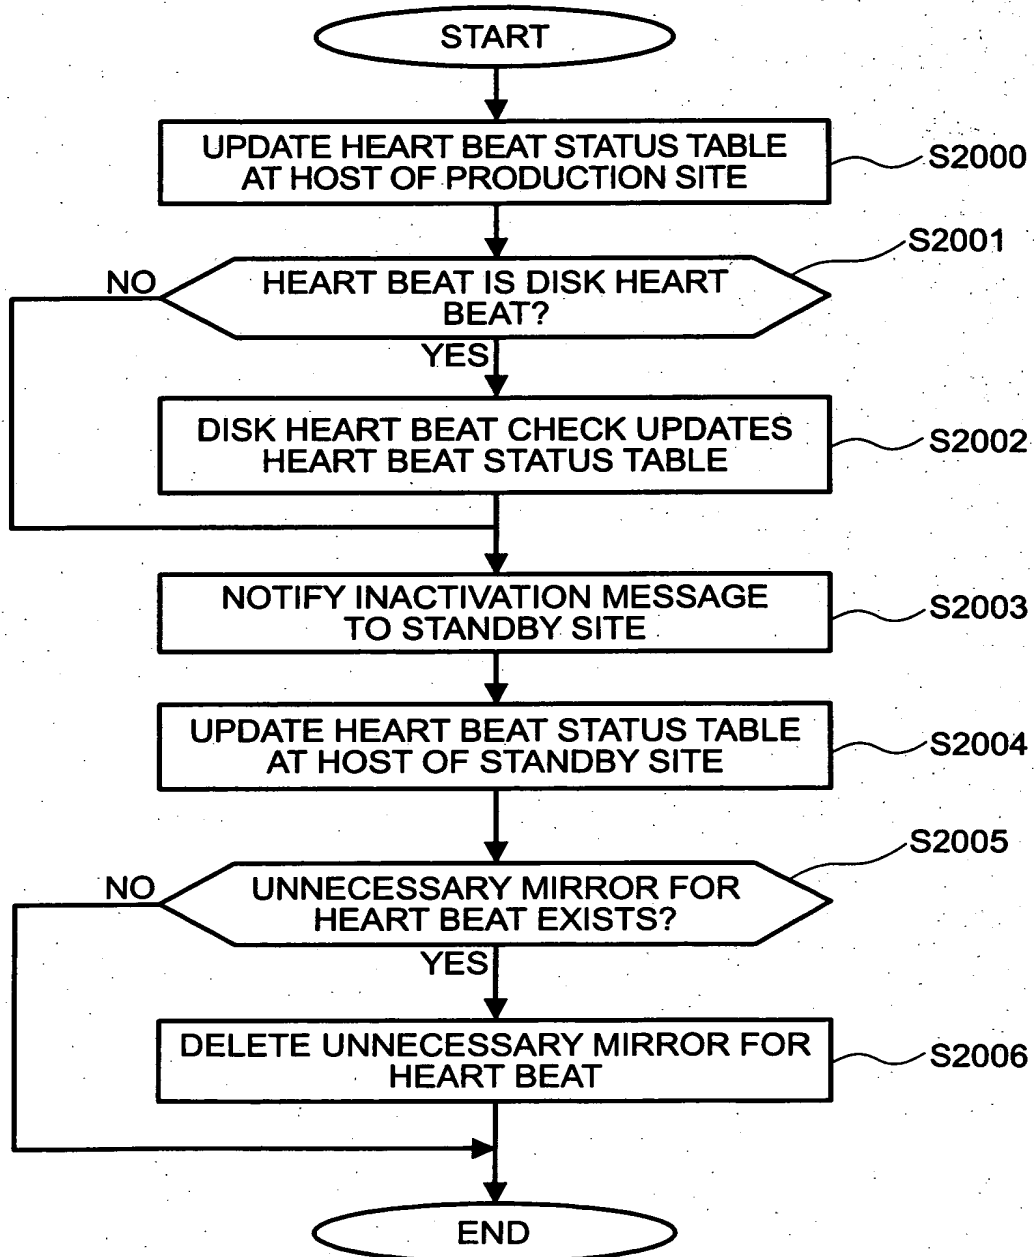 START
UPDATE HEART BEAT STATUS TABLE
AT HOST OF PRODUCTION SITE
S2000
S2001
NO
HEART BEAT IS DISK HEART
BEAT?
YES
DISK HEART BEAT CHECK UPDATES
HEART BEAT STATUS TABLE
S2002
NOTIFY INACTIVATION MESSAGE
TO STANDBY SITE
S2003
UPDATE HEART BEAT STATUS TABLE
AT HOST OF STANDBY SITE
S2004
S2005
NO
UNNECESSARY MIRROR FOR
HEART BEAT EXISTS?
YES
DELETE UNNECESSARY MIRROR FOR
HEART BEAT
S2006
END